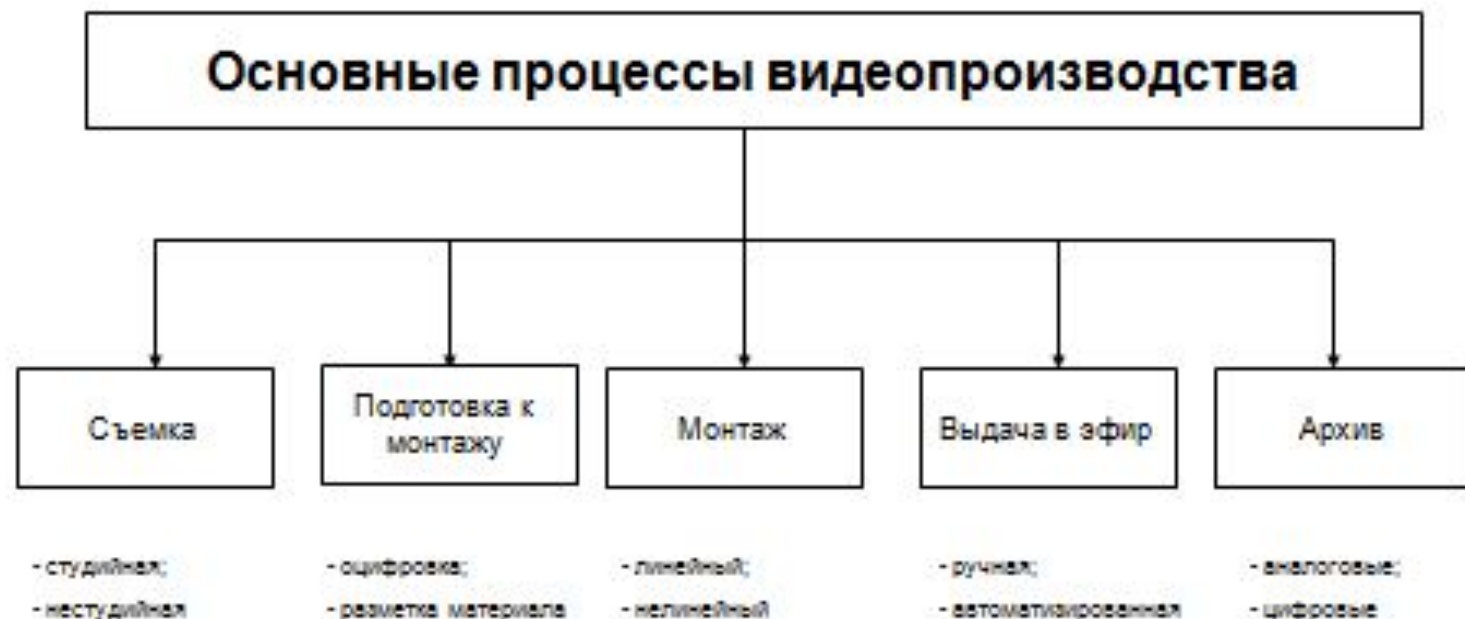 Основные процессы видеопроизводства
Съемка
Подготовка к
монтажу
Монтаж
Выдача в эфир
Архив
- студийная;
- нестудийная
- оцифровка;
- разметка материала
- линейный;
- нелинейный
- ручная;
- автоматизированная
- аналоговые;
- цифровые